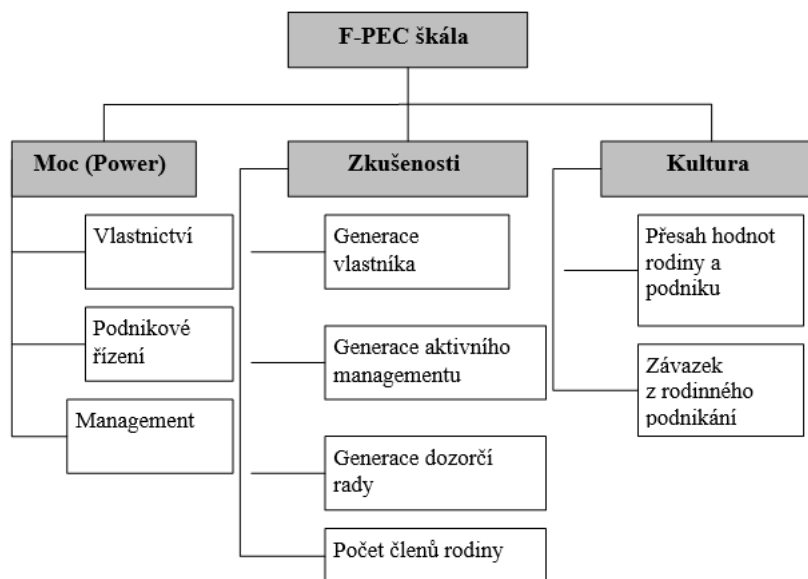 F-PEC škála
Moc (Power)
Vlastnictví
Podnikové
řízení
Management
Zkušenosti
Generace
vlastníka
Generace aktivního
managementu
Generace dozorčí
rady
Počet členů rodiny
Kultura
Přesah hodnot
rodiny a
podniku
Závazek
z rodinného
podnikání